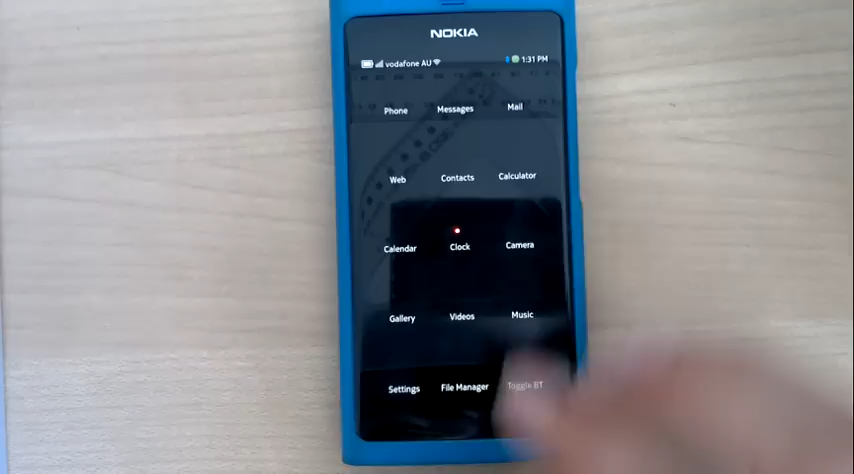 NOKIA
vodafone AU 1:31 PM
Phone Messages Mail
Web Contacts Calculator
Calendar Clock Camera
Gallery Videos Music
Settings File Manager Toggle BT